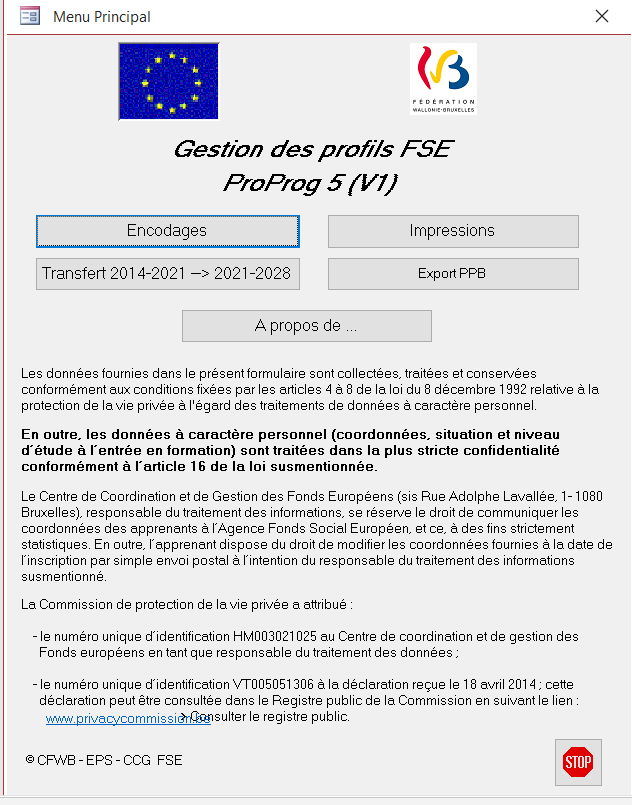 Menu Principal
FÉDÉRATION
WALLONIE-BRUXELLES
Gestion des profils FSE
ProProg 5 (V1)
Encodages
Impressions
Transfert 2014-2021 —> 2021-2028
Export PPB
A propos de ...
Les données fournies dans le présent formulaire sont collectées, traitées et conservées
conformément aux conditions fixées par les articles 4 à 8 de la loi du 8 décembre 1992 relative à la
protection de la vie privée à l'égard des traitements de données à caractère personnel.
En outre, les données à caractère personnel (coordonnées, situation et niveau
d´étude à l´entrée en formation) sont traitées dans la plus stricte confidentialité
conformément à l´article 16 de la loi susmentionnée.
Le Centre de Coordination et de Gestion des Fonds Européens (sis Rue Adolphe Lavallée, 1- 1080
Bruxelles), responsable du traitement des informations, se réserve le droit de communiquer les
coordonnées des apprenants à l´Agence Fonds Social Européen, et ce, à des fins strictement
statistiques. En outre, l´apprenant dispose du droit de modifier les coordonnées fournies à la date de
l´inscription par simple envoi postal à l´intention du responsable du traitement des informations
susmentionné.
La Commission de protection de la vie privée a attribué :
- le numéro unique d´identification HM003021025 au Centre de coordination et de gestion des
Fonds européens en tant que responsable du traitement des données ;
- le numéro unique d´identification VT005051306 à la déclaration reçue le 18 avril 2014 ; cette
déclaration peut être consultée dans le Registre public de la Commission en suivant le lien :
www.privacycommission.be > Consulter le registre public.
© CFWB - EPS - CCG FSE
STOP